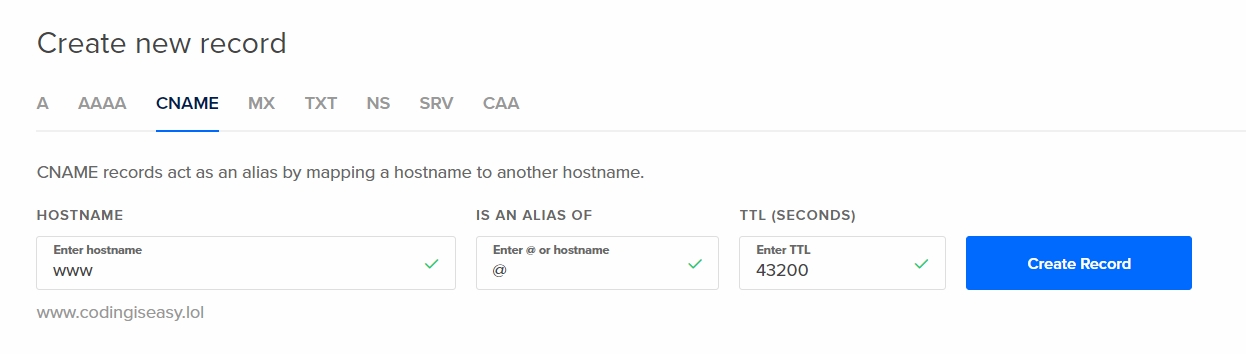 Create new record
A AAAA CNAME MX TXT NS SRV CAA
CNAME records act as an alias by mapping a hostname to another hostname.
HOSTNAME IS AN ALIAS OF TTL (SECONDS)
Enter hostname Enter @ or hostname Enter TTL
www @ 43200 Create Record
www.codingiseasy.lol